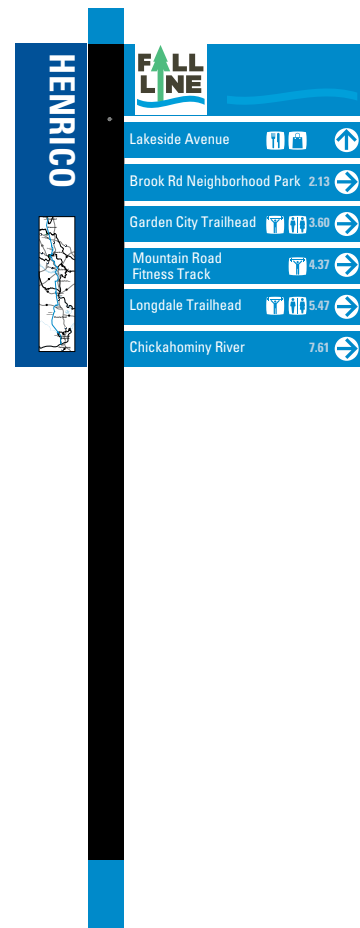 HENRICO
FALL
LINE
Lakeside Avenue
Brook Rd Neighborhood Park 2.13
Garden City Trailhead 3.60
Mountain Road
Fitness Track 4.37
Longdale Trailhead 5.47
Chickahominy River 7.61